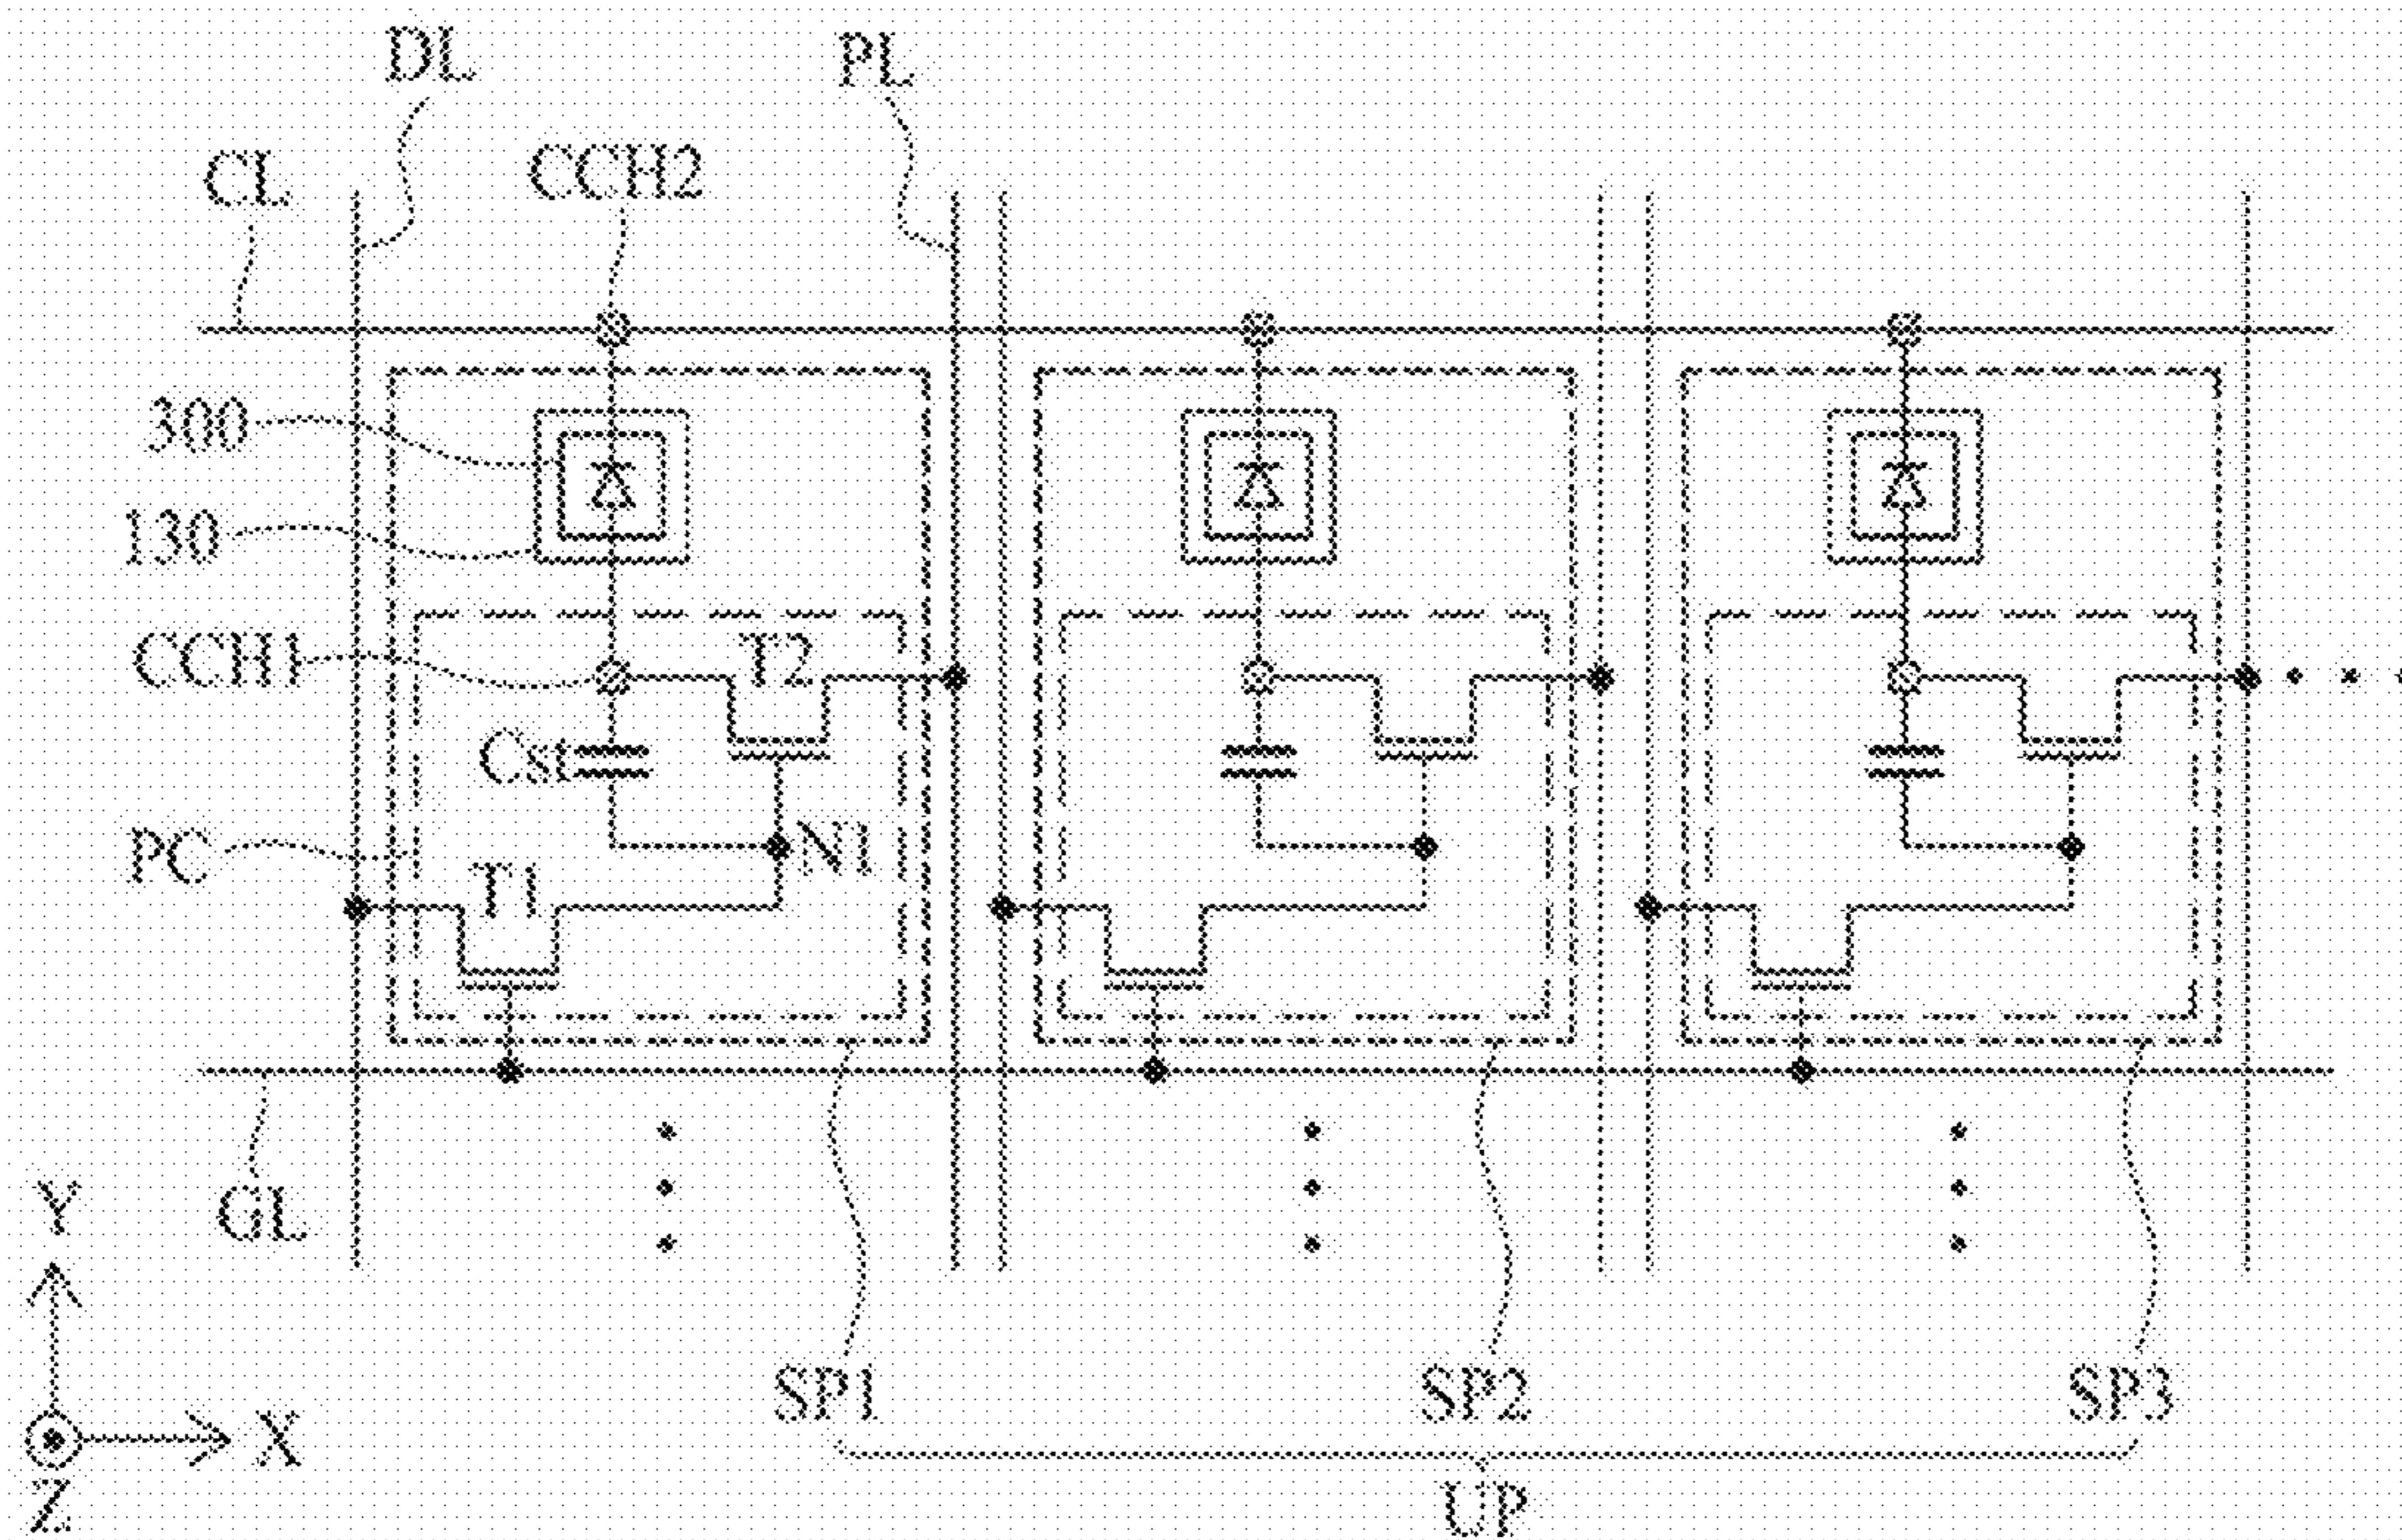 DL
PL
CL
CCH2
300
130
CCH1
T2
Cst
PC
N1
T1
GL
Y
X
Z
SP1
SP2
SP3
UP